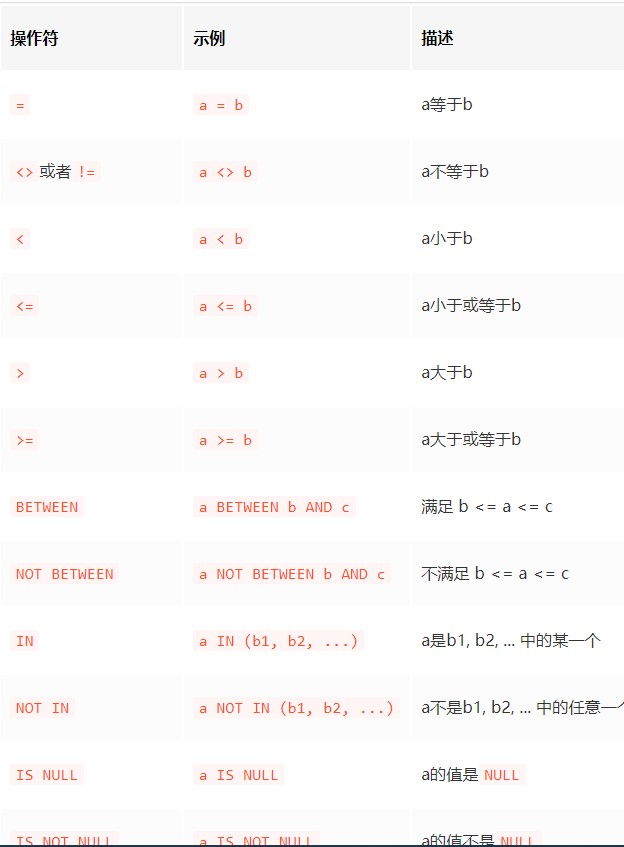 操作符 示例 描述
= a = b a等于b
<> 或者 != a <> b a不等于b
< a < b a小于b
<= a <= b a小于或等于b
> a > b a大于b
>= a >= b a大于或等于b
BETWEEN a BETWEEN b AND c 满足 b <= a <= c
NOT BETWEEN a NOT BETWEEN b AND c 不满足 b <= a <= c
IN a IN (b1, b2, ...) a是b1, b2, ... 中的某一个
NOT IN a NOT IN (b1, b2, ...) a不是b1, b2, ... 中的任意一个
IS NULL a IS NULL a的值是 NULL
IS NOT NULL a IS NOT NULL a的值不是 NULL